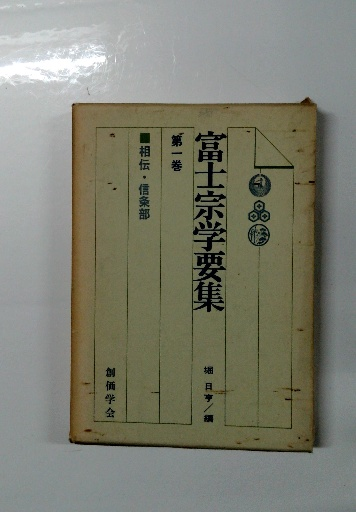 富士宗学要集
第一巻
■相伝・信条部
堀日亨/編
創価学会